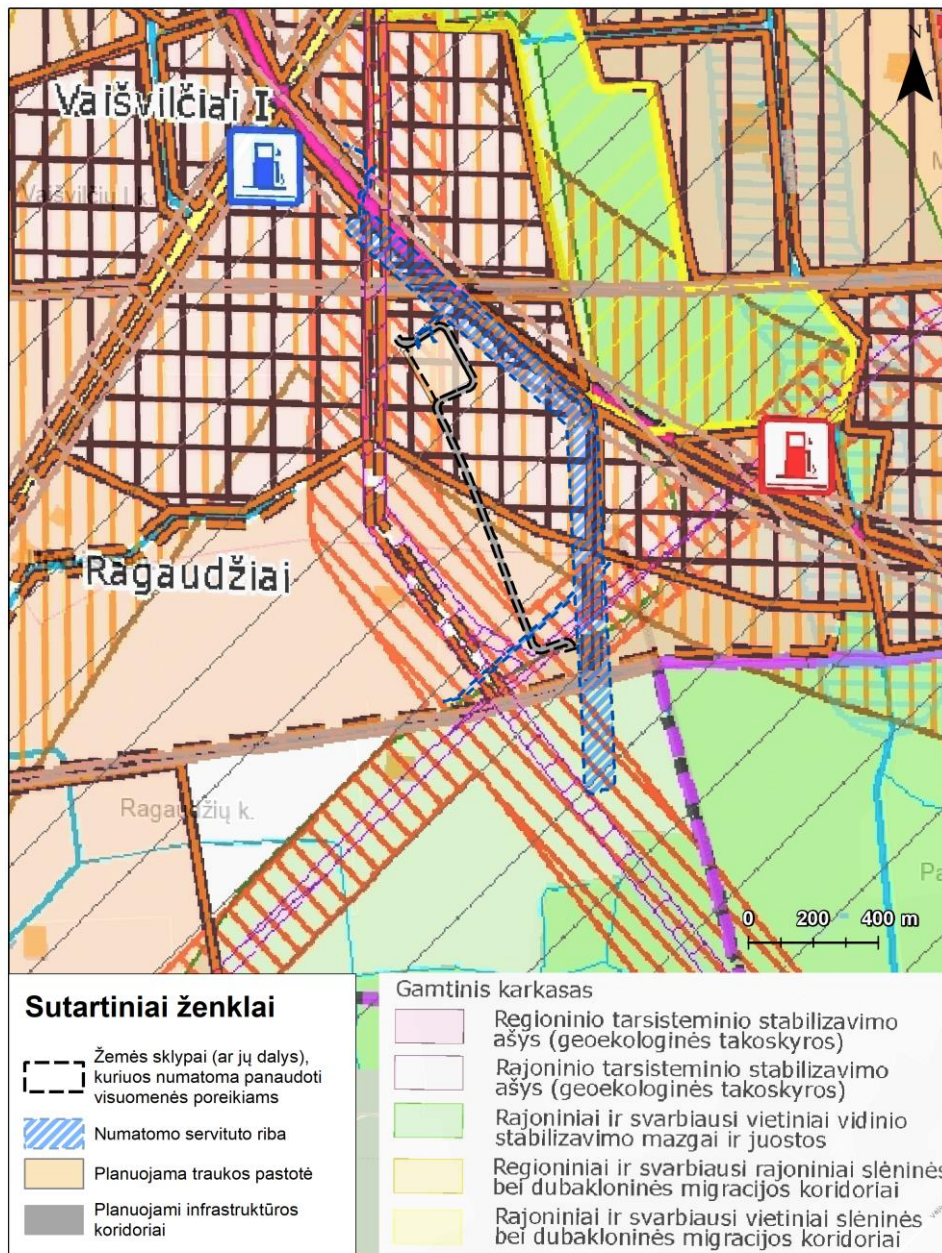 N
Vaišvilčiai I
Vaišvilčių I k.
Ragaudžiai
Ragaudžių k.
Pa
0 200 400 m
Sutartiniai ženklai
Žemės sklypai (ar jų dalys),
kuriuos numatoma panaudoti
visuomenės poreikiams
Numatomo servituto riba
Planuojama traukos pastotė
Planuojami infrastruktūros
koridoriai
Gamtinis karkasas
Regioninio tarsisteminio stabilizavimo
ašys (geoekologinės takoskyros)
Rajoninio tarsisteminio stabilizavimo
ašys (geoekologinės takoskyros)
Rajoniniai ir svarbiausi vietiniai vidinio
stabilizavimo mazgai ir juostos
Regioniniai ir svarbiausi rajoniniai slėninės
bei dubakloninės migracijos koridoriai
Rajoniniai ir svarbiausi vietiniai slėninės
bei dubakloninės migracijos koridoriai